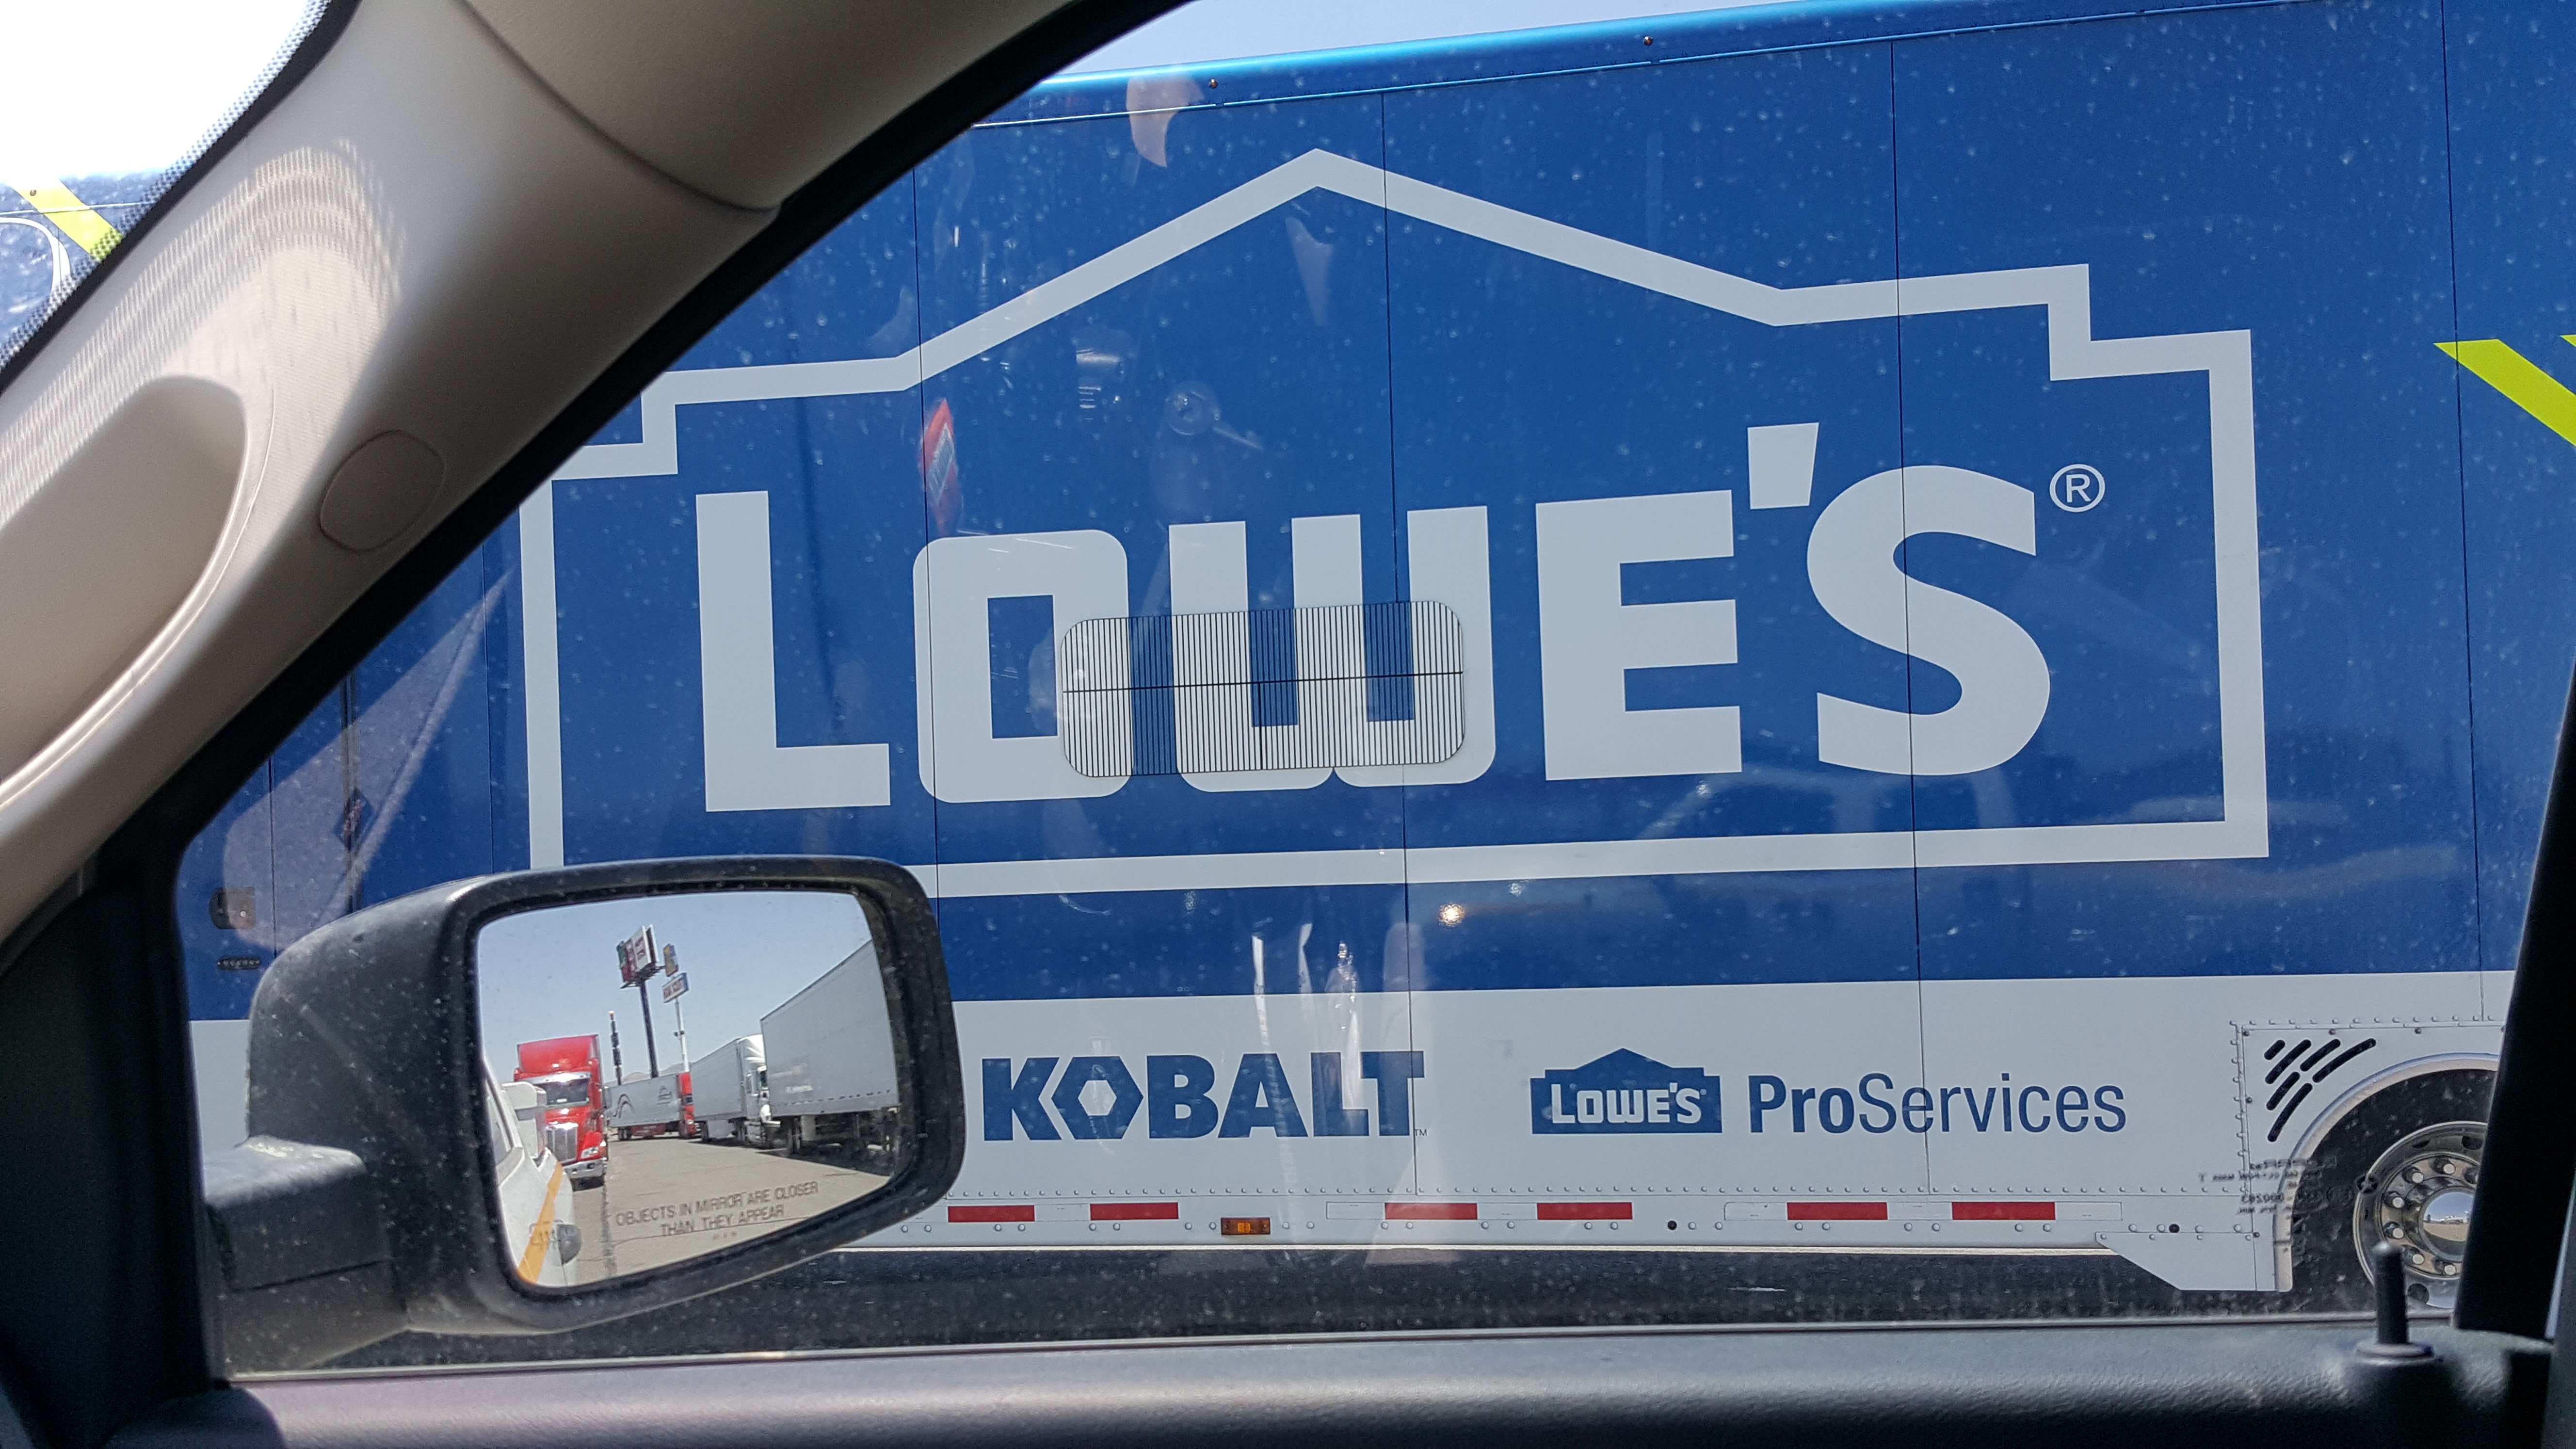 LOWE'S®
KOBALT™
LOWE'S ProServices
OBJECTS IN MIRROR ARE CLOSER
THAN THEY APPEAR